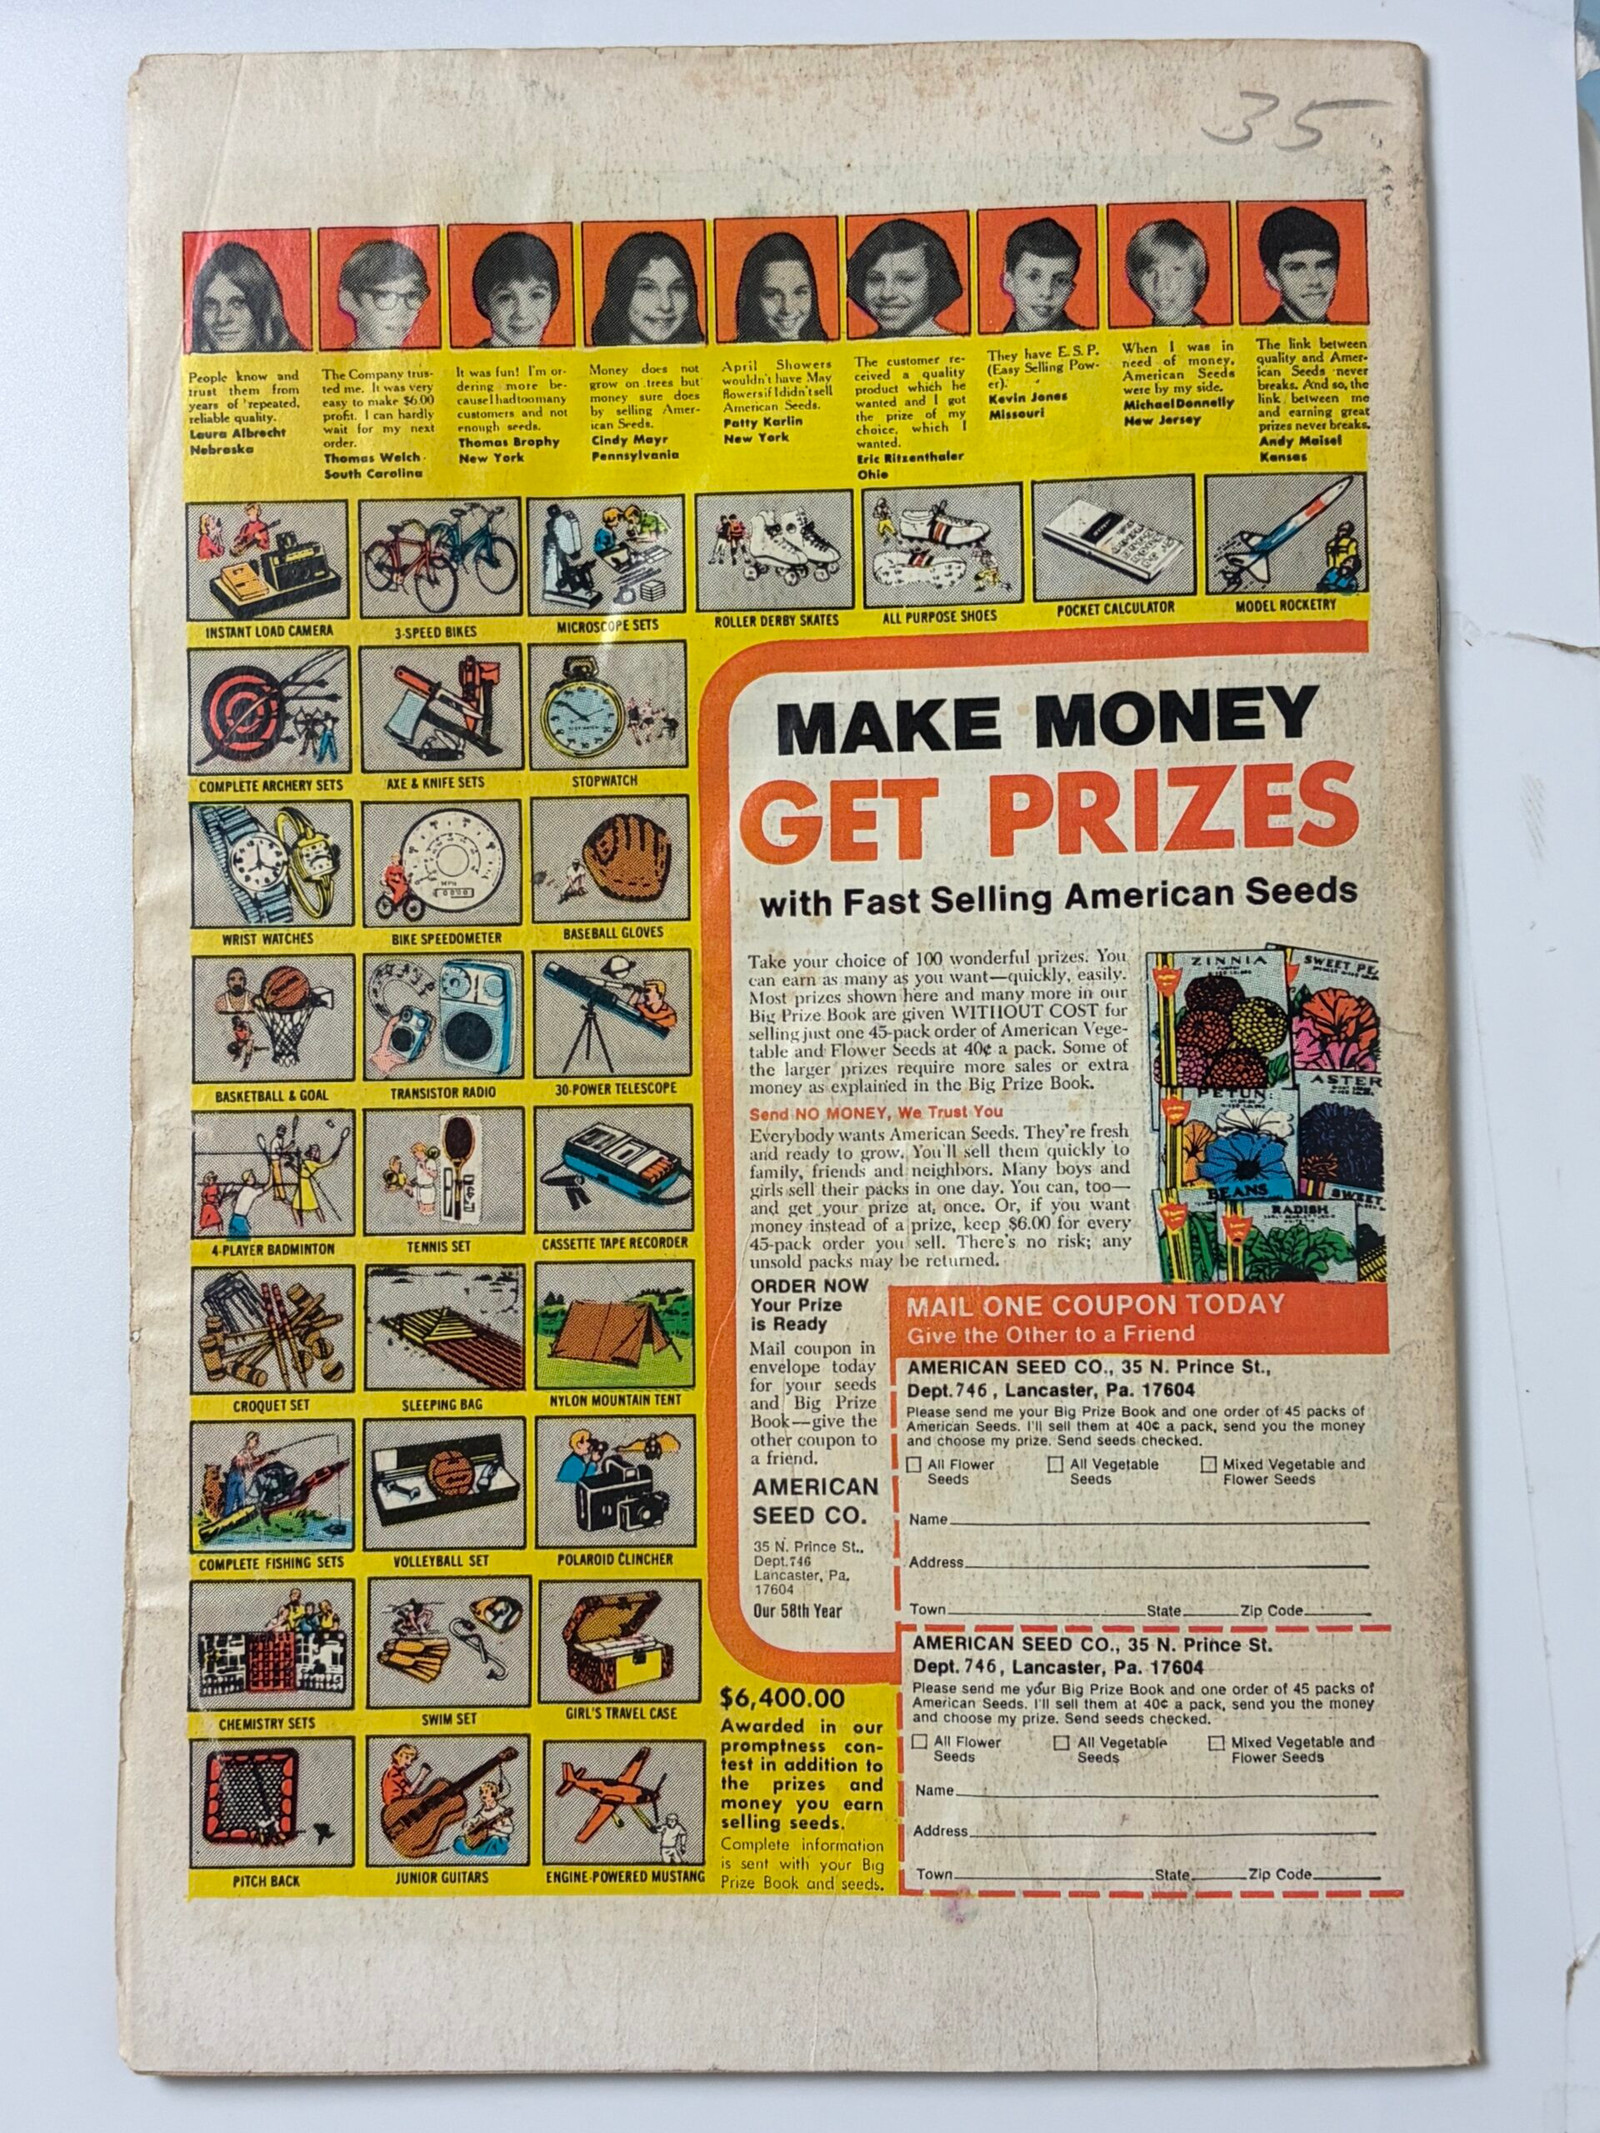 35
People know and
trust them from
years of repeated,
reliable quality.
Laura Albrecht
Nebraska
The Company trus-
ted me. It was very
easy to make $6.00
profit. I can hardly
wait for my next
order.
Thomas Welch
South Carolina
It was fun! I'm or-
dering more be-
cause I had too many
customers and not
enough seeds.
Thomas Brophy
New York
Money does not
grow on trees but
money sure does
by selling Amer-
ican Seeds.
Cindy Mayr
Pennsylvania
April Showers
wouldn't have May
flowers if I didn't sell
American Seeds.
Patty Karlin
New York
The customer re-
ceived a quality
product which he
wanted and I got
the prize of my
choice, which I
wanted.
Eric Ritzenthaler
Ohio
They have E.S.P.
(Easy Selling Pow-
er).
Kevin Jones
Missouri
When I was in
need of money,
American Seeds
were by my side.
Michael Donnelly
New Jersey
The link between
quality and Amer-
ican Seeds never
breaks. And so, the
link between me
and earning great
prizes never breaks.
Andy Maisel
Kansas
INSTANT LOAD CAMERA
3-SPEED BIKES
MICROSCOPE SETS
ROLLER DERBY SKATES
ALL PURPOSE SHOES
POCKET CALCULATOR
MODEL ROCKETRY
COMPLETE ARCHERY SETS
AXE & KNIFE SETS
STOPWATCH
WRIST WATCHES
MPH
BIKE SPEEDOMETER
BASEBALL GLOVES
BASKETBALL & GOAL
TRANSISTOR RADIO
30-POWER TELESCOPE
4-PLAYER BADMINTON
TENNIS SET
CASSETTE TAPE RECORDER
CROQUET SET
SLEEPING BAG
NYLON MOUNTAIN TENT
COMPLETE FISHING SETS
VOLLEYBALL SET
POLAROID CLINCHER
CHEMISTRY SETS
SWIM SET
GIRL'S TRAVEL CASE
PITCH BACK
JUNIOR GUITARS
ENGINE-POWERED MUSTANG
MAKE MONEY
GET PRIZES
with Fast Selling American Seeds
Take your choice of 100 wonderful prizes. You
can earn as many as you want—quickly, easily.
Most prizes shown here and many more in our
Big Prize Book are given WITHOUT COST for
selling just one 45-pack order of American Vege-
table and Flower Seeds at 40¢ a pack. Some of
the larger prizes require more sales or extra
money as explained in the Big Prize Book.
Send NO MONEY, We Trust You
Everybody wants American Seeds. They're fresh
and ready to grow. You'll sell them quickly to
family, friends and neighbors. Many boys and
girls sell their packs in one day. You can, too—
and get your prize at once. Or, if you want
money instead of a prize, keep $6.00 for every
45-pack order you sell. There's no risk; any
unsold packs may be returned.
ZINNIA
SWEET PE
ASTER
PETUN
BEANS
RADISH
SWEET
ORDER NOW
Your Prize
is Ready
Mail coupon in
envelope today
for your seeds
and Big Prize
Book—give the
other coupon to
a friend.
AMERICAN
SEED CO.
35 N. Prince St.,
Dept. 746
Lancaster, Pa.
17604
Our 58th Year
$6,400.00
Awarded in our
promptness con-
test in addition to
the prizes and
money you earn
selling seeds.
Complete information
is sent with your Big
Prize Book and seeds.
MAIL ONE COUPON TODAY
Give the Other to a Friend
AMERICAN SEED CO., 35 N. Prince St.,
Dept. 746, Lancaster, Pa. 17604
Please send me your Big Prize Book and one order of 45 packs of
American Seeds. I'll sell them at 40¢ a pack, send you the money
and choose my prize. Send seeds checked.
All Flower Seeds
All Vegetable Seeds
Mixed Vegetable and Flower Seeds
Name
Address
Town State Zip Code
AMERICAN SEED CO., 35 N. Prince St.
Dept. 746, Lancaster, Pa. 17604
Please send me your Big Prize Book and one order of 45 packs of
American Seeds. I'll sell them at 40¢ a pack, send you the money
and choose my prize. Send seeds checked.
All Flower Seeds
All Vegetable Seeds
Mixed Vegetable and Flower Seeds
Name
Address
Town State Zip Code